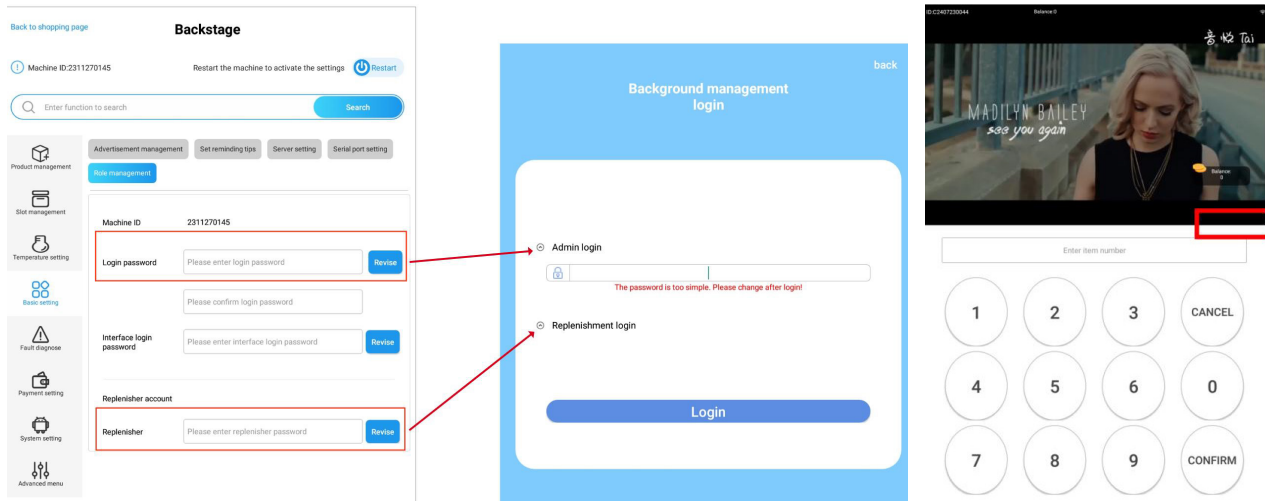 Back to shopping page
Backstage
Machine ID:2311270145
Restart the machine to activate the settings
Restart
Enter function to search
Search
Product management
Slot management
Temperature setting
Basic setting
Fault diagnose
Payment setting
System setting
Advanced menu
Advertisement management
Set reminding tips
Server setting
Serial port setting
Role management
Machine ID
2311270145
Login password
Please enter login password
Revise
Please confirm login password
Interface login
password
Please enter interface login password
Revise
Replenisher account
Replenisher
Please enter replenisher password
Revise
back
Background management
login
Admin login
The password is too simple. Please change after login!
Replenishment login
Login
ID:C2407230044
Balance:0
音悦Tai
MADILYN BAILEY
see you again
Balance:
0
Enter item number
1
2
3
CANCEL
4
5
6
0
7
8
9
CONFIRM